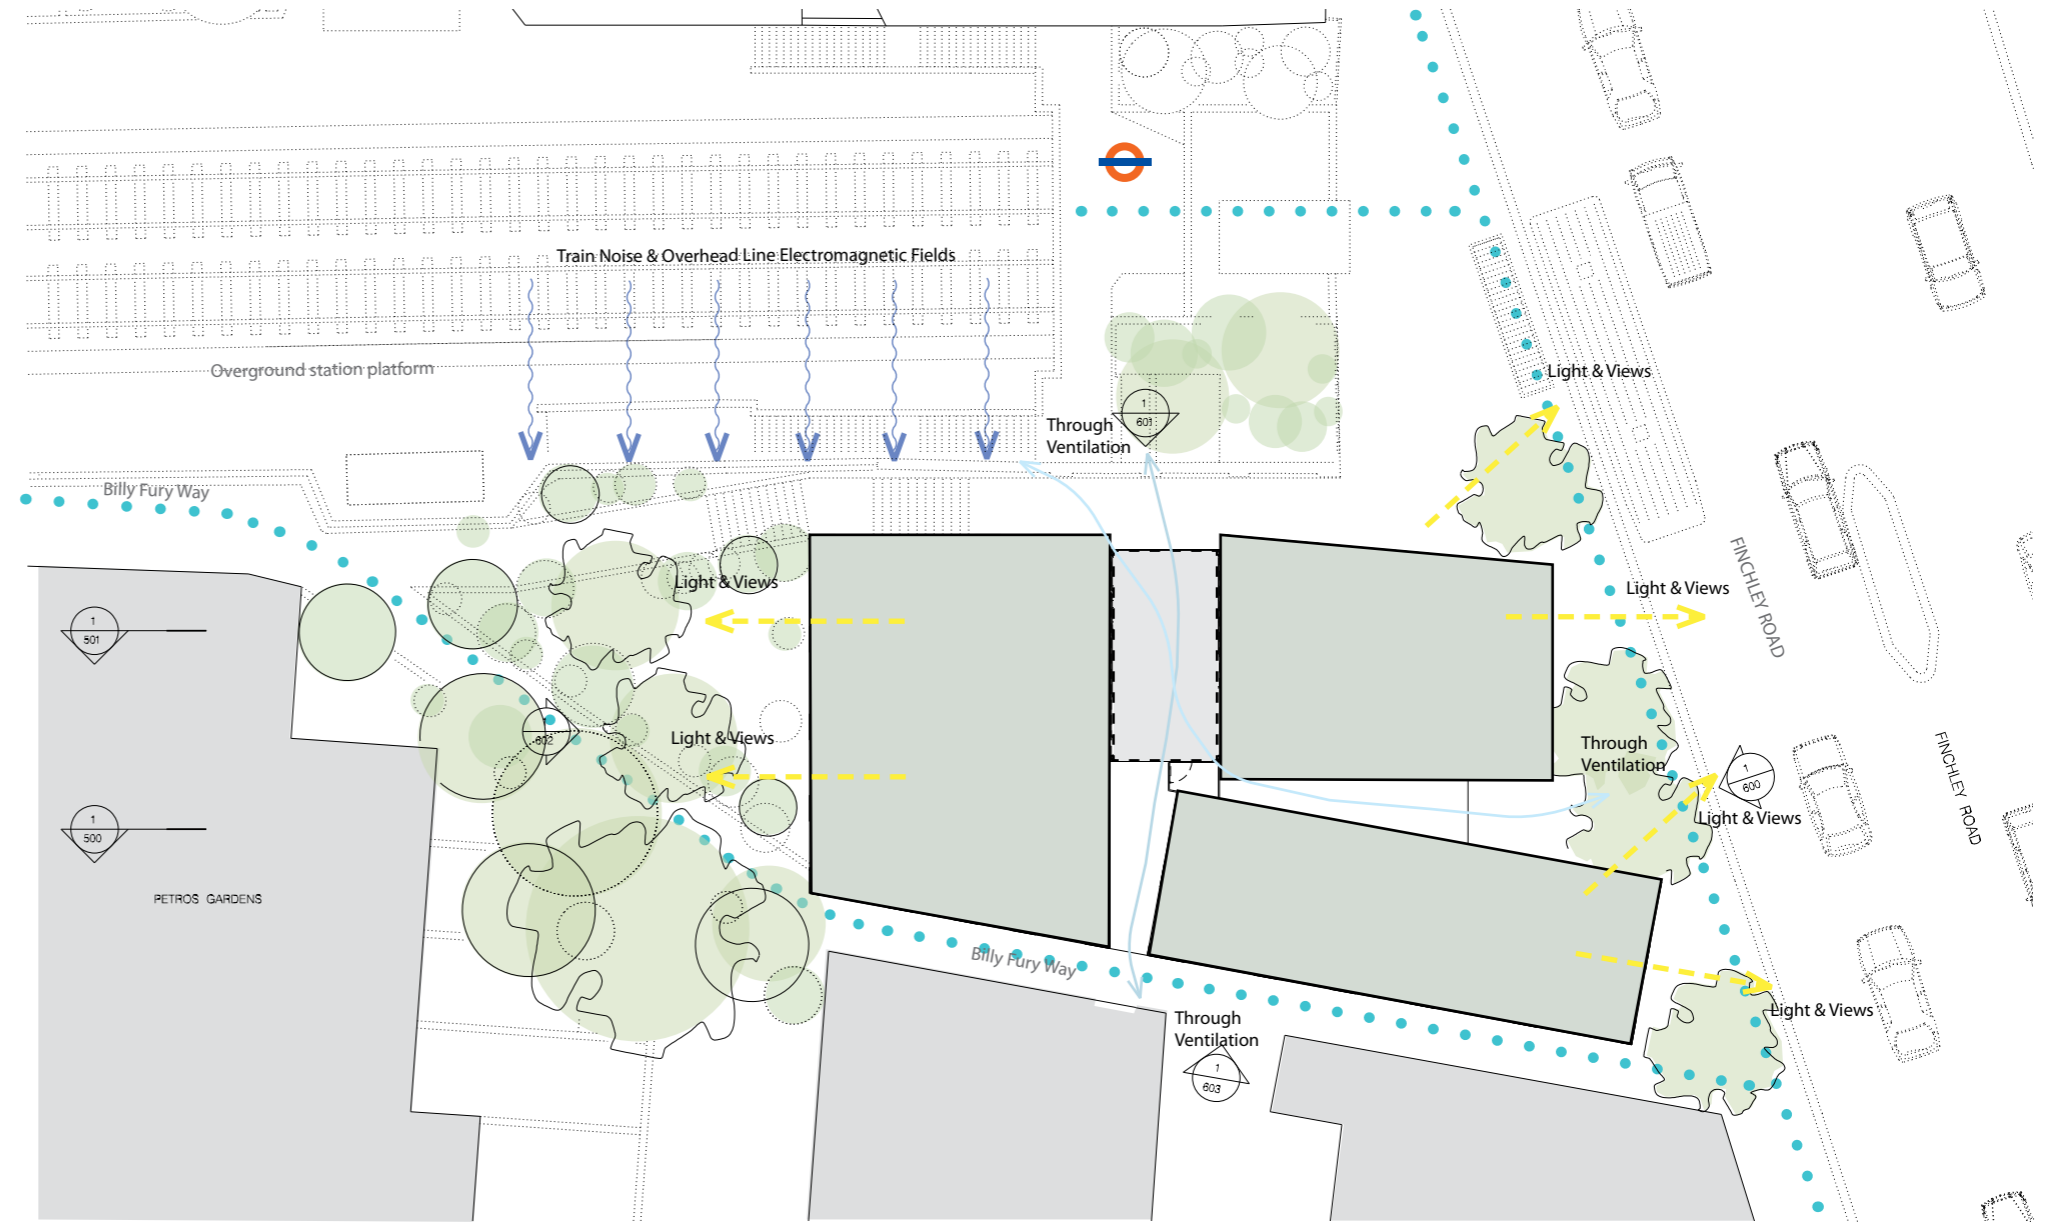 Train Noise & Overhead Line Electromagnetic Fields
Overground station platform
Light & Views
1
601
Through
Ventilation
Billy Fury Way
FINCHLEY ROAD
Light & Views
Light & Views
1
501
1
602
Light & Views
Through
Ventilation
FINCHLEY ROAD
1
600
Light & Views
1
500
PETROS GARDENS
Billy Fury Way
Light & Views
Through
Ventilation
1
603